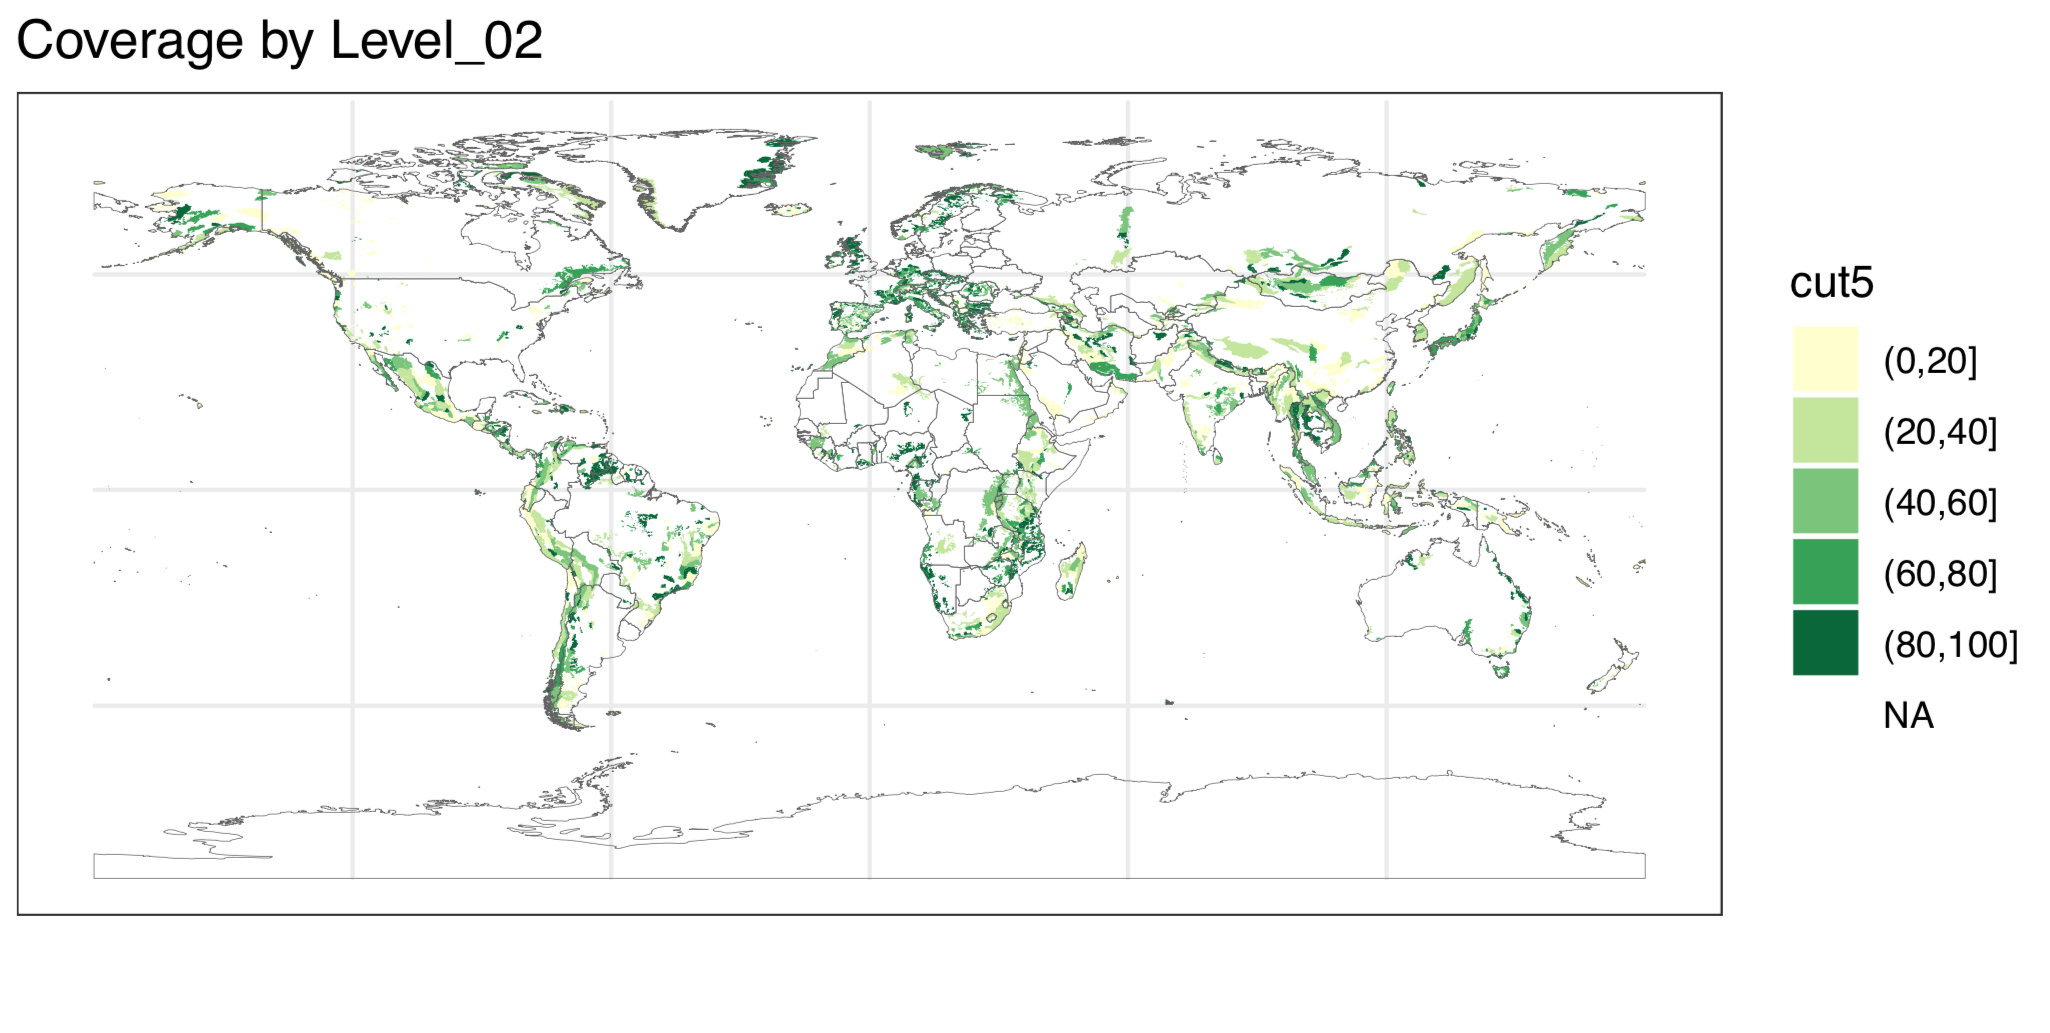 Coverage by Level_02
cut5
(0,20]
(20,40]
(40,60]
(60,80]
(80,100]
NA